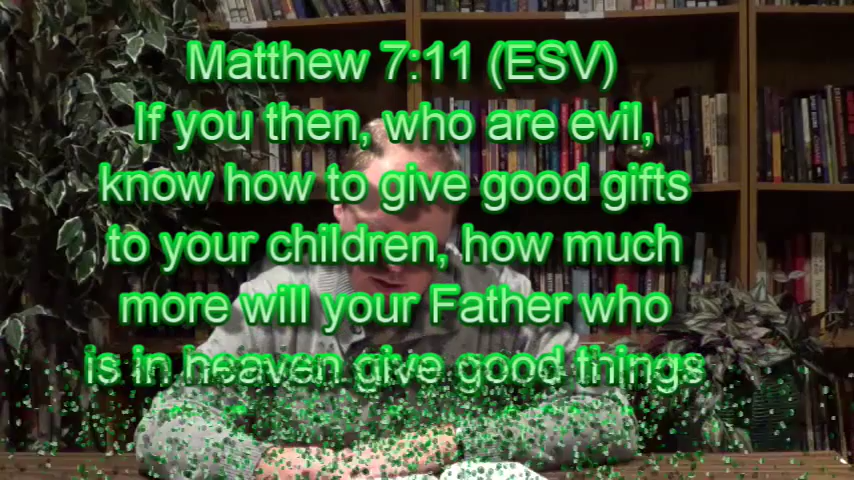 Matthew 7:11 (ESV)
If you then, who are evil,
know how to give good gifts
to your children, how much
more will your Father who
is in heaven give good things